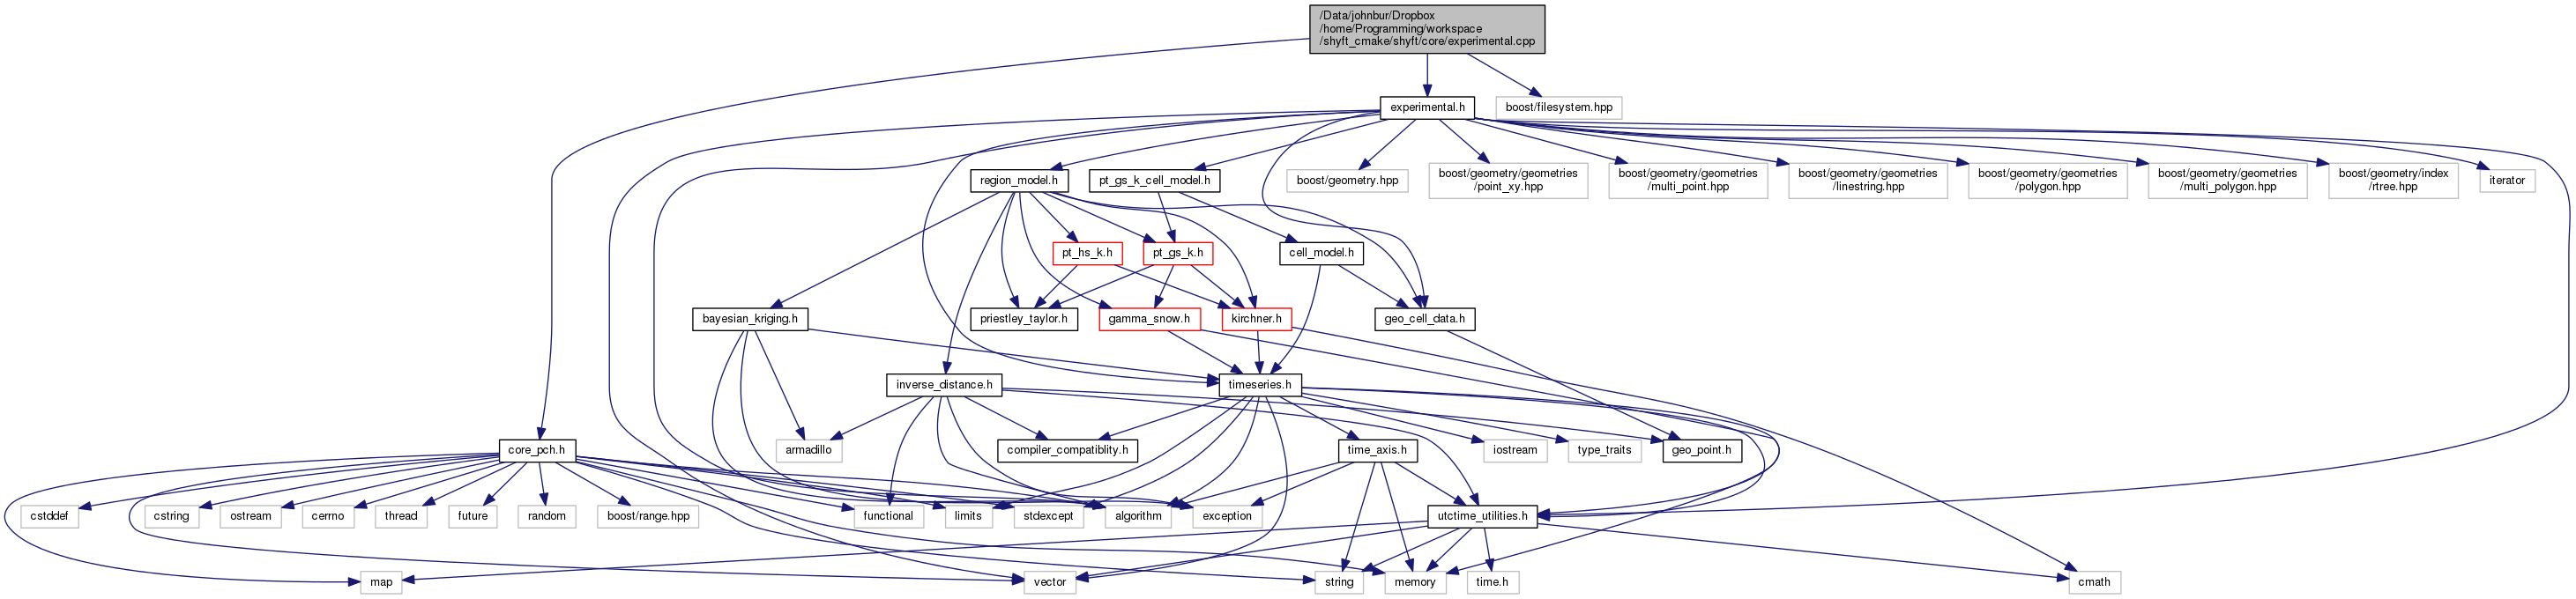 /Data/johnbur/Dropbox
/home/Programming/workspace
/shyft_cmake/shyft/core/experimental.cpp
experimental.h
boost/filesystem.hpp
region_model.h
pt_gs_k_cell_model.h
boost/geometry.hpp
boost/geometry/geometries
/point_xy.hpp
boost/geometry/geometries
/multi_point.hpp
boost/geometry/geometries
/linestring.hpp
boost/geometry/geometries
/polygon.hpp
boost/geometry/geometries
/multi_polygon.hpp
boost/geometry/index
/rtree.hpp
iterator
pt_hs_k.h
pt_gs_k.h
cell_model.h
bayesian_kriging.h
priestley_taylor.h
gamma_snow.h
kirchner.h
geo_cell_data.h
inverse_distance.h
timeseries.h
core_pch.h
armadillo
compiler_compatiblity.h
time_axis.h
iostream
type_traits
geo_point.h
cstddef
cstring
ostream
cerrno
thread
future
random
boost/range.hpp
functional
limits
stdexcept
algorithm
exception
utctime_utilities.h
map
vector
string
memory
time.h
cmath